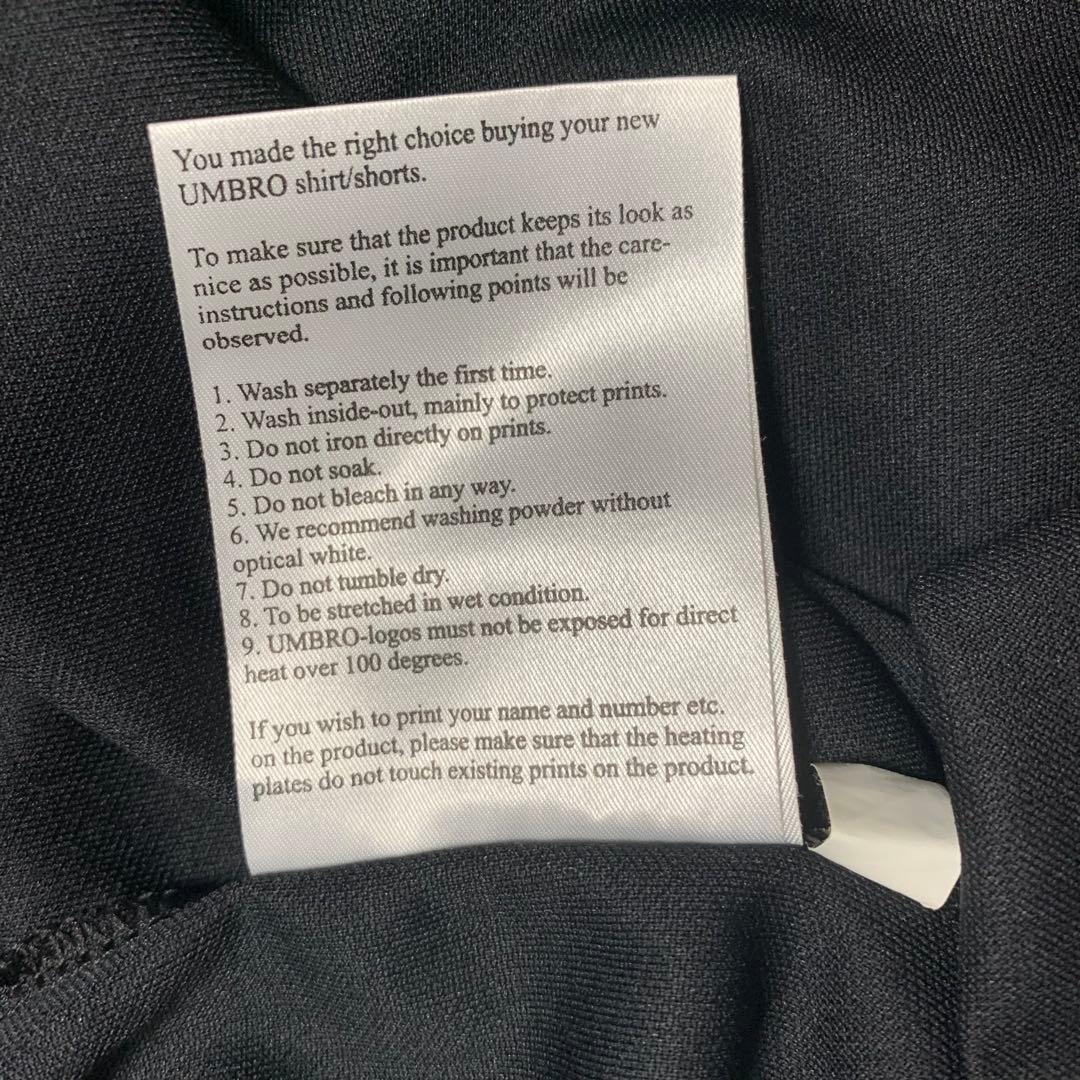 You made the right choice buying your new
UMBRO shirt/shorts.
To make sure that the product keeps its look as
nice as possible, it is important that the care-
instructions and following points will be
observed.
1. Wash separately the first time.
2. Wash inside-out, mainly to protect prints.
3. Do not iron directly on prints.
4. Do not soak.
5. Do not bleach in any way.
6. We recommend washing powder without
optical white.
7. Do not tumble dry.
8. To be stretched in wet condition.
9. UMBRO-logos must not be exposed for direct
heat over 100 degrees.
If you wish to print your name and number etc.
on the product, please make sure that the heating
plates do not touch existing prints on the product.